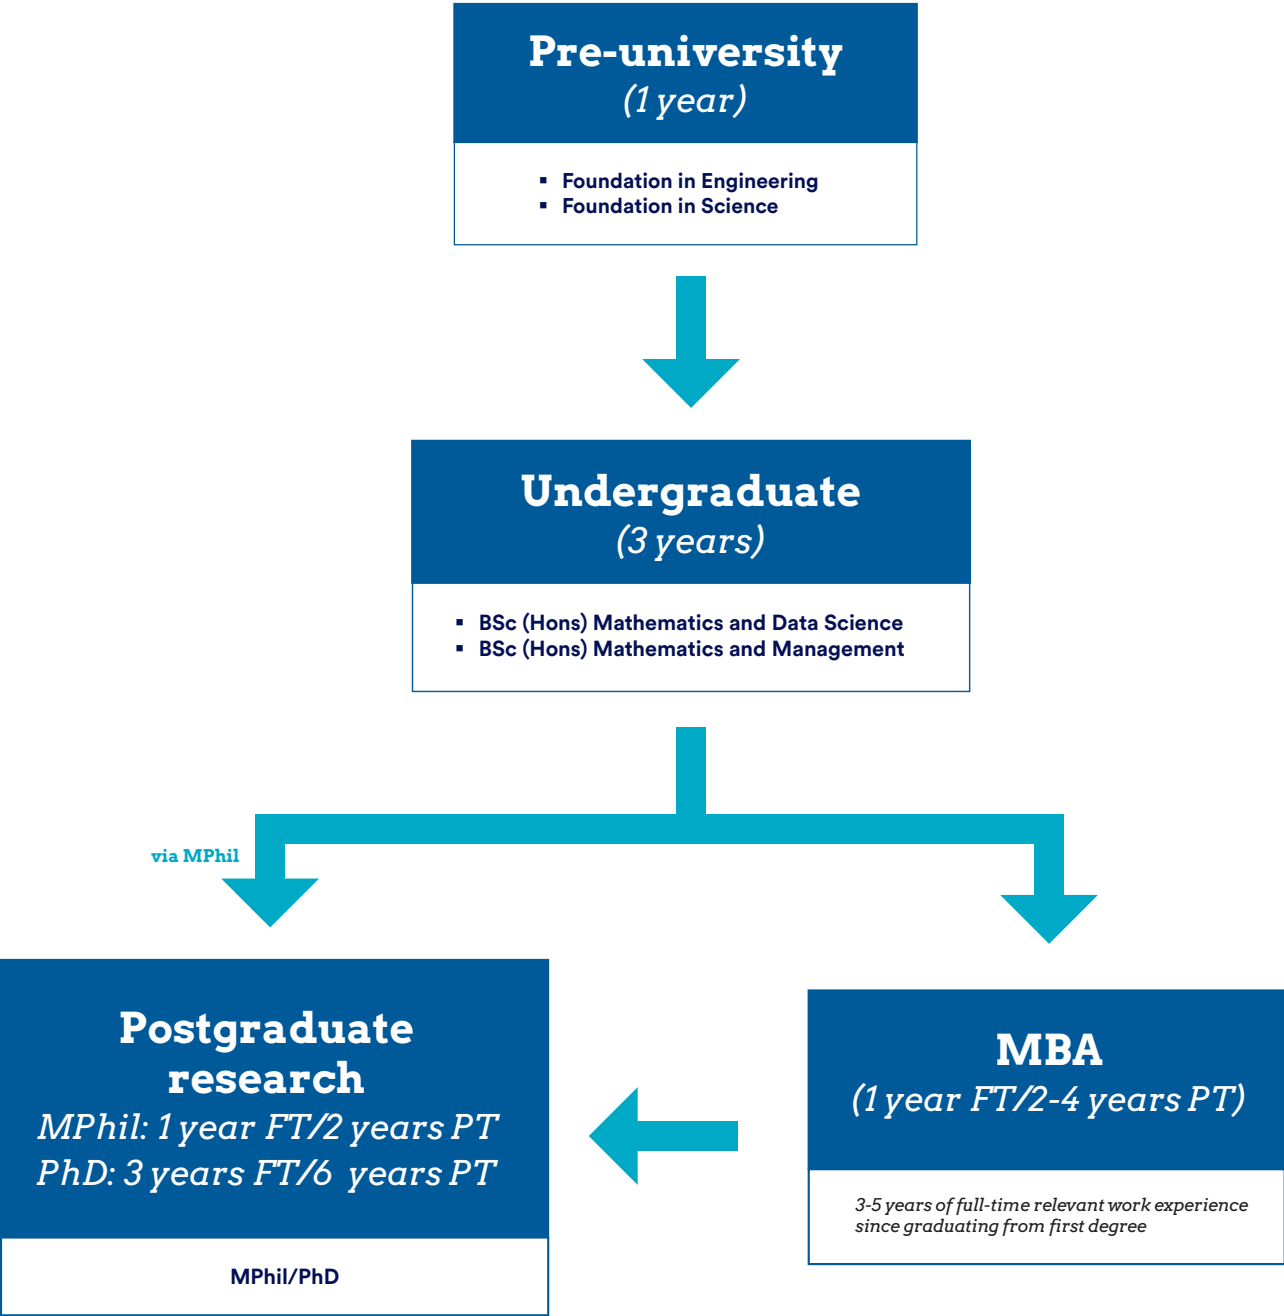 Pre-university
(1 year)
▪ Foundation in Engineering
▪ Foundation in Science
Undergraduate
(3 years)
▪ BSc (Hons) Mathematics and Data Science
▪ BSc (Hons) Mathematics and Management
via MPhil
Postgraduate
research
MPhil: 1 year FT/2 years PT
PhD: 3 years FT/6 years PT
MPhil/PhD
MBA
(1 year FT/2-4 years PT)
3-5 years of full-time relevant work experience
since graduating from first degree